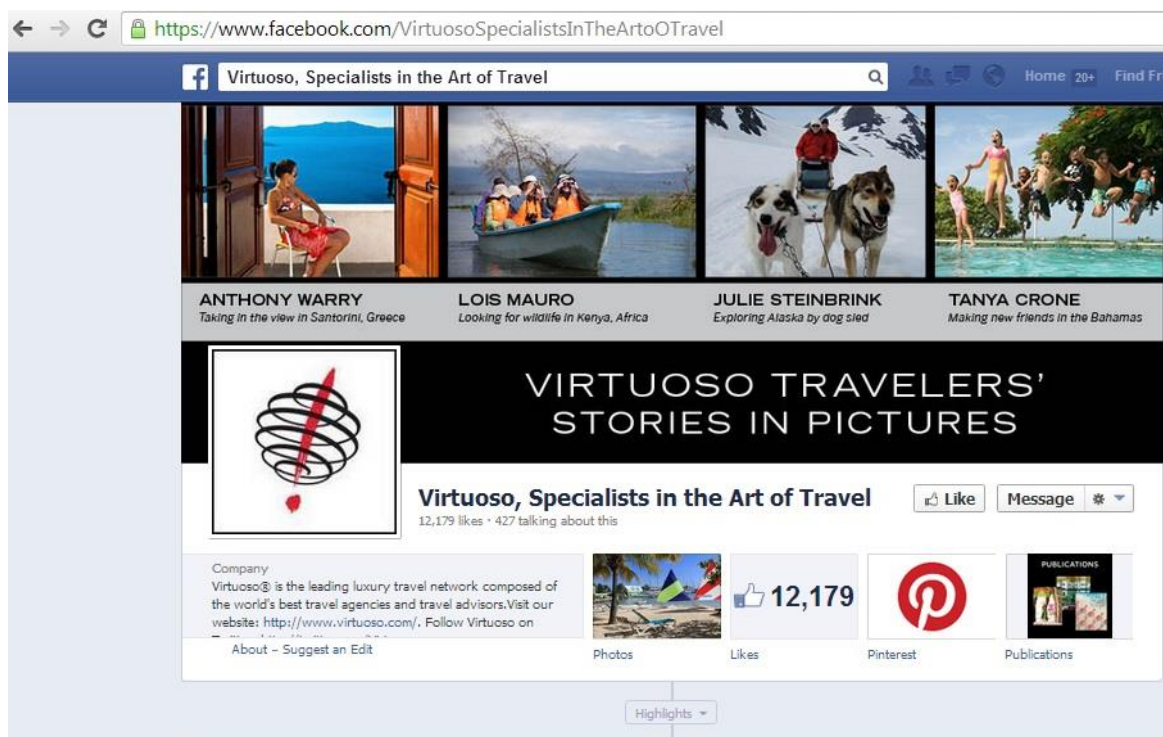 https://www.facebook.com/VirtuosoSpecialistsInTheArtoOTravel
Virtuoso, Specialists in the Art of Travel
Home 20+ Find Fr
ANTHONY WARRY
Taking in the view in Santorini, Greece
LOIS MAURO
Looking for wildlife in Kenya, Africa
JULIE STEINBRINK
Exploring Alaska by dog sled
TANYA CRONE
Making new friends in the Bahamas
VIRTUOSO TRAVELERS'
STORIES IN PICTURES
Virtuoso, Specialists in the Art of Travel
Like Message
12,179 likes · 427 talking about this
Company
Virtuoso® is the leading luxury travel network composed of
the world's best travel agencies and travel advisors.Visit our
website: http://www.virtuoso.com/. Follow Virtuoso on
About – Suggest an Edit
12,179
PUBLICATIONS
Photos
Likes
Pinterest
Publications
Highlights